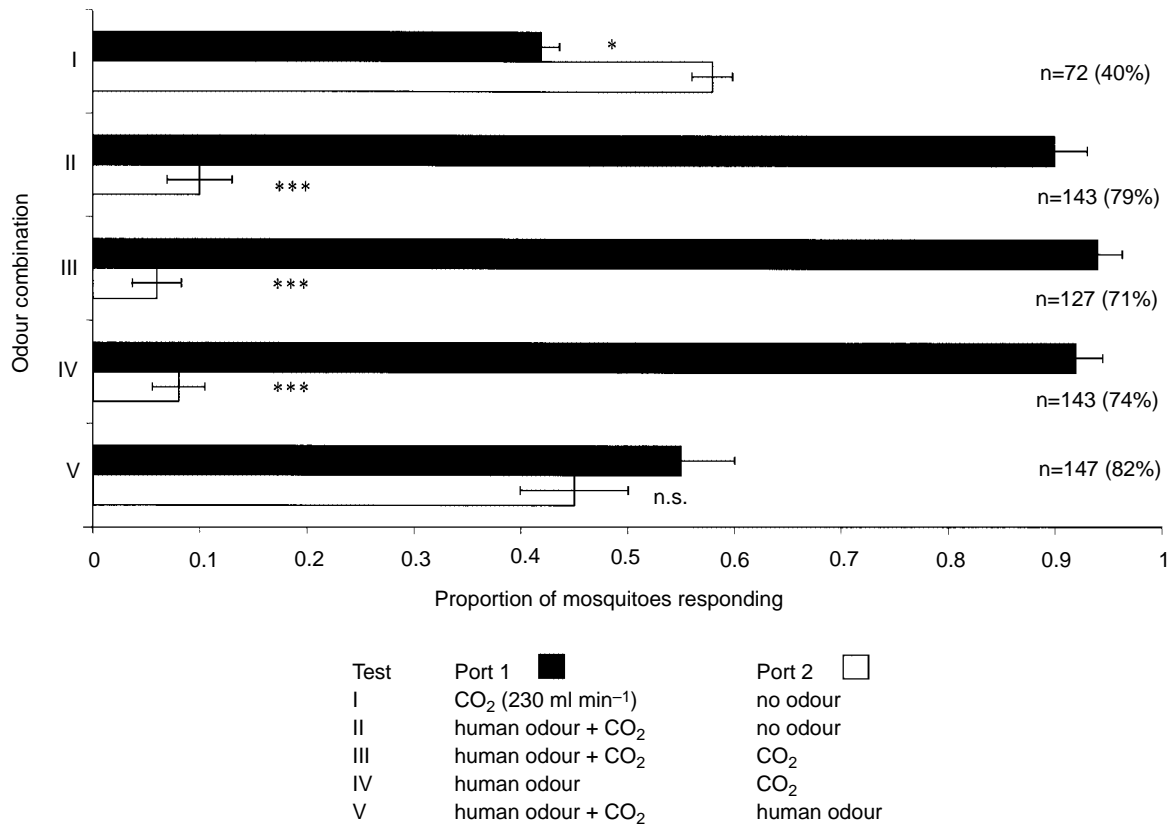 I
*
n=72 (40%)
II
***
n=143 (79%)
III
***
n=127 (71%)
IV
***
n=143 (74%)
V
n.s.
n=147 (82%)
Odour combination
0 0.1 0.2 0.3 0.4 0.5 0.6 0.7 0.8 0.9 1
Proportion of mosquitoes responding
Test Port 1 Port 2
I CO₂ (230 ml min⁻¹) no odour
II human odour + CO₂ no odour
III human odour + CO₂ CO₂
IV human odour CO₂
V human odour + CO₂ human odour